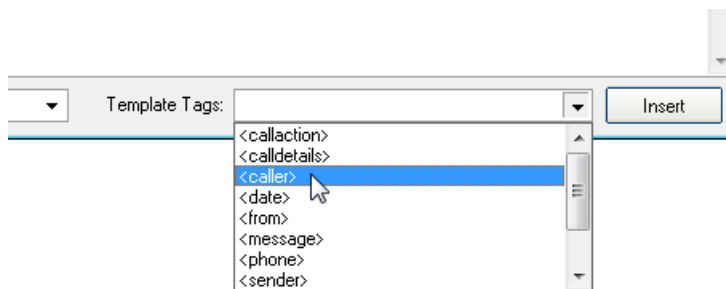 Template Tags: Insert
<callaction>
<calldetails>
<caller>
<date>
<from>
<message>
<phone>
<sender>